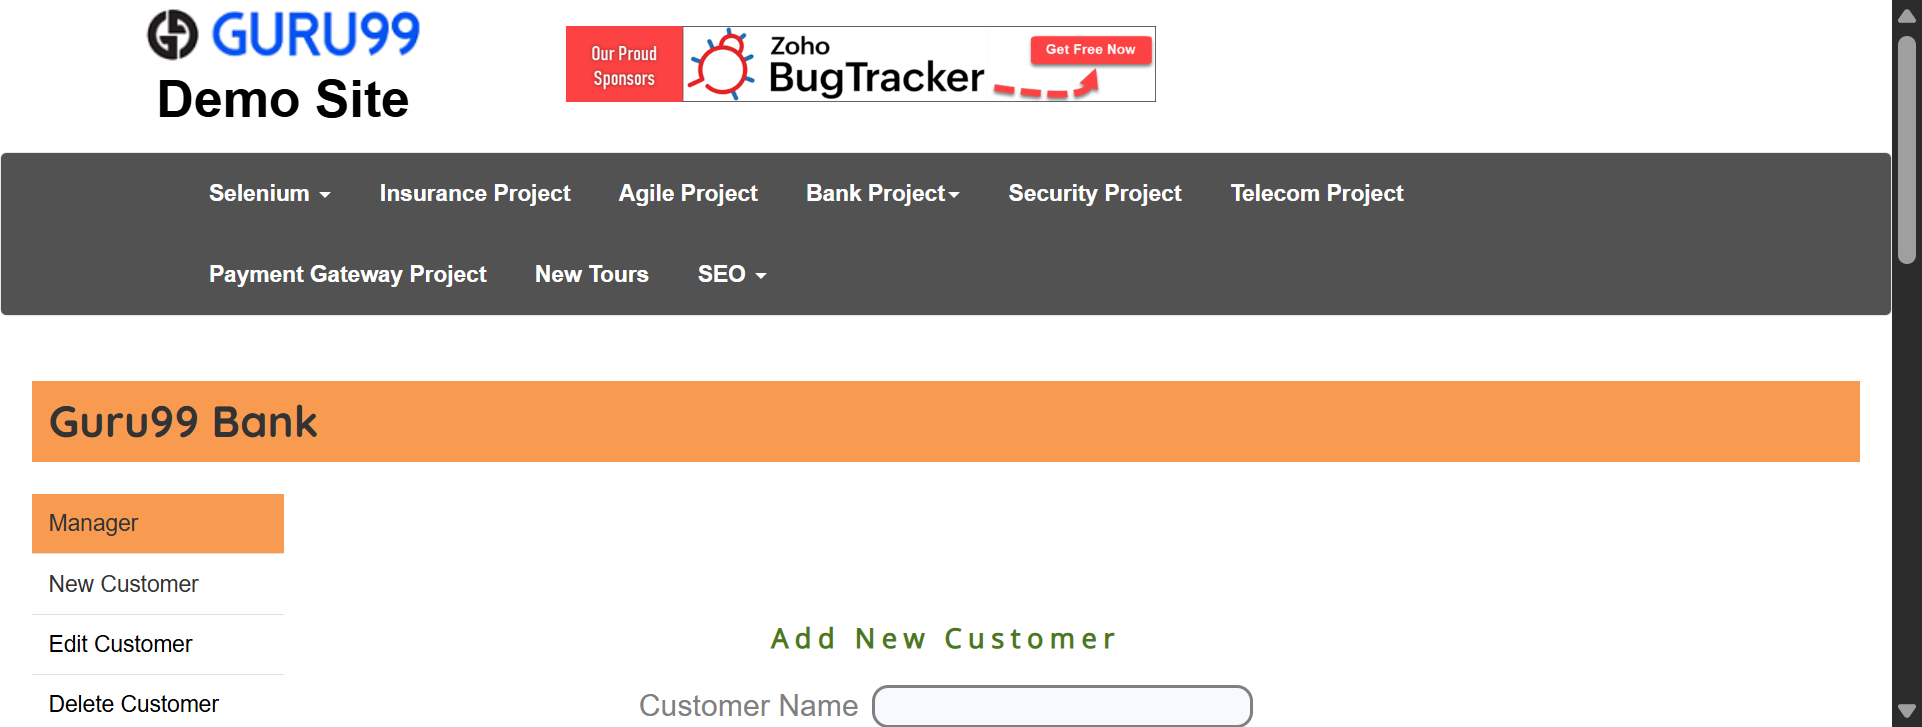 GURU99
Demo Site
Our Proud
Sponsors
Zoho
BugTracker
Get Free Now
Selenium Insurance Project Agile Project Bank Project Security Project Telecom Project
Payment Gateway Project New Tours SEO
Guru99 Bank
Manager
New Customer
Edit Customer
Delete Customer
Add New Customer
Customer Name